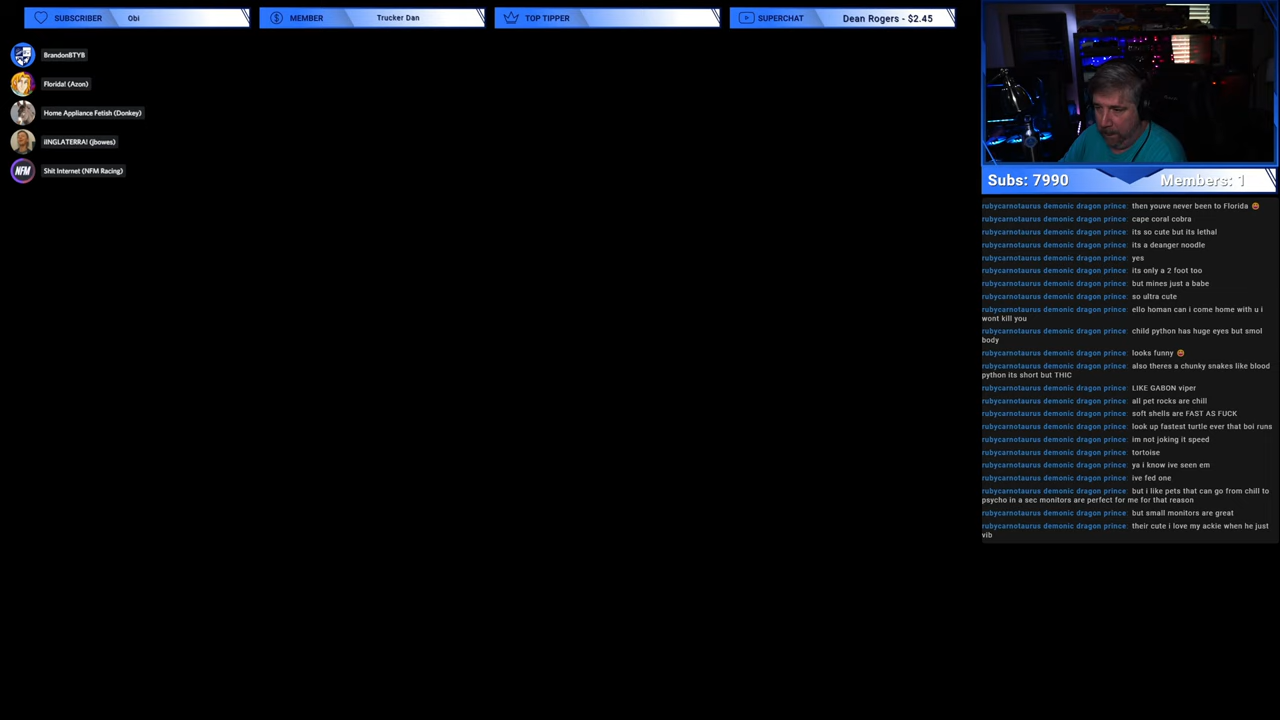 SUBSCRIBER Obi
MEMBER Trucker Dan
TOP TIPPER
SUPERCHAT Dean Rogers - $2.45
BrandonBTYB
Florida! (Azon)
Home Appliance Fetish (Donkey)
iINGLATERRA! (jbowes)
NFM Shit Internet (NFM Racing)
Subs: 7990 Members: 1
rubycarnotaurus demonic dragon prince: then youve never been to Florida 🎃
rubycarnotaurus demonic dragon prince: cape coral cobra
rubycarnotaurus demonic dragon prince: its so cute but its lethal
rubycarnotaurus demonic dragon prince: its a deanger noodle
rubycarnotaurus demonic dragon prince: yes
rubycarnotaurus demonic dragon prince: its only a 2 foot too
rubycarnotaurus demonic dragon prince: but mines just a babe
rubycarnotaurus demonic dragon prince: so ultra cute
rubycarnotaurus demonic dragon prince: ello homan can i come home with u i
wont kill you
rubycarnotaurus demonic dragon prince: child python has huge eyes but smol
body
rubycarnotaurus demonic dragon prince: looks funny 🎃
rubycarnotaurus demonic dragon prince: also theres a chunky snakes like blood
python its short but THIC
rubycarnotaurus demonic dragon prince: LIKE GABON viper
rubycarnotaurus demonic dragon prince: all pet rocks are chill
rubycarnotaurus demonic dragon prince: soft shells are FAST AS FUCK
rubycarnotaurus demonic dragon prince: look up fastest turtle ever that boi runs
rubycarnotaurus demonic dragon prince: im not joking it speed
rubycarnotaurus demonic dragon prince: tortoise
rubycarnotaurus demonic dragon prince: ya i know ive seen em
rubycarnotaurus demonic dragon prince: ive fed one
rubycarnotaurus demonic dragon prince: but i like pets that can go from chill to
psycho in a sec monitors are perfect for me for that reason
rubycarnotaurus demonic dragon prince: but small monitors are great
rubycarnotaurus demonic dragon prince: their cute i love my ackie when he just
vib